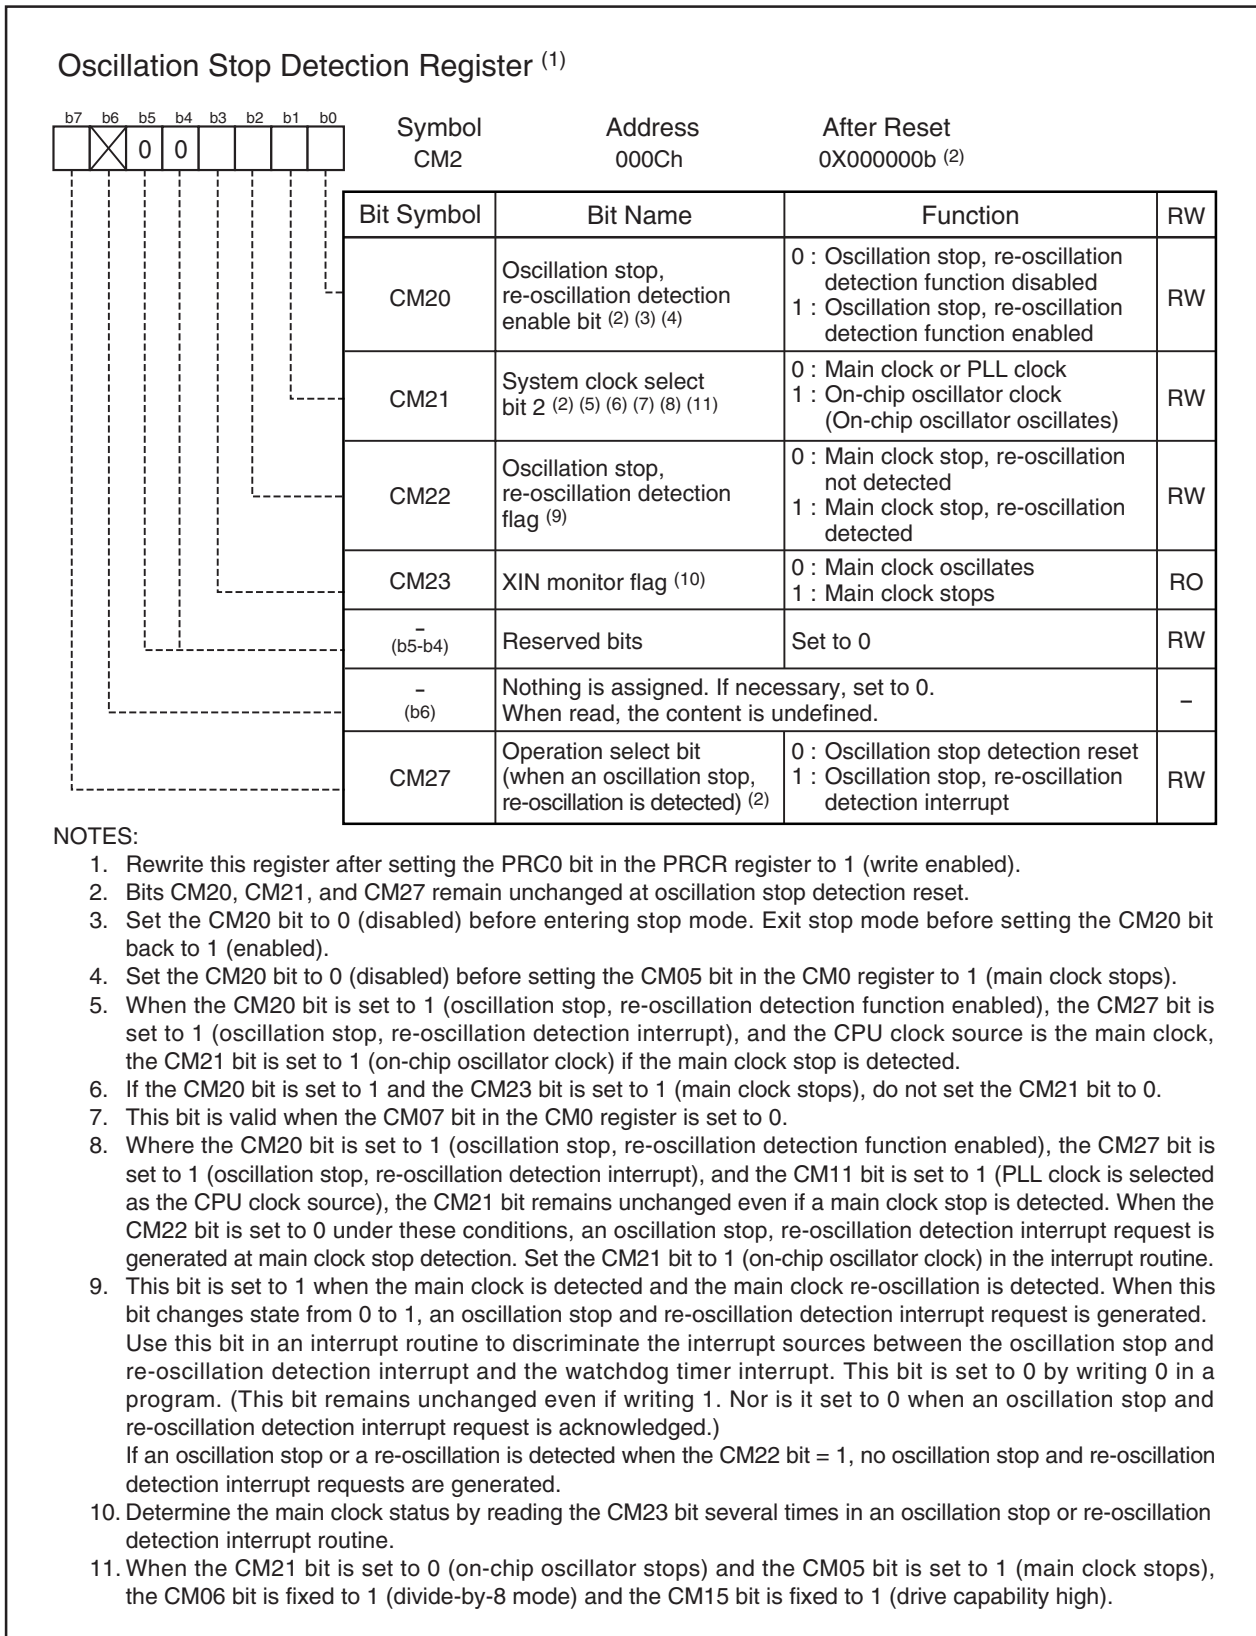 Oscillation Stop Detection Register (1)
b7 b6 b5 b4 b3 b2 b1 b0
0 0
Symbol Address After Reset
CM2 000Ch 0X000000b (2)
Bit Symbol Bit Name Function RW
CM20
Oscillation stop,
re-oscillation detection
enable bit (2) (3) (4)
0 : Oscillation stop, re-oscillation
detection function disabled
1 : Oscillation stop, re-oscillation
detection function enabled
RW
CM21
System clock select
bit 2 (2) (5) (6) (7) (8) (11)
0 : Main clock or PLL clock
1 : On-chip oscillator clock
(On-chip oscillator oscillates)
RW
CM22
Oscillation stop,
re-oscillation detection
flag (9)
0 : Main clock stop, re-oscillation
not detected
1 : Main clock stop, re-oscillation
detected
RW
CM23
XIN monitor flag (10)
0 : Main clock oscillates
1 : Main clock stops
RO
–
(b5-b4)
Reserved bits
Set to 0
RW
–
(b6)
Nothing is assigned. If necessary, set to 0.
When read, the content is undefined.
–
CM27
Operation select bit
(when an oscillation stop,
re-oscillation is detected) (2)
0 : Oscillation stop detection reset
1 : Oscillation stop, re-oscillation
detection interrupt
RW
NOTES:
1. Rewrite this register after setting the PRC0 bit in the PRCR register to 1 (write enabled).
2. Bits CM20, CM21, and CM27 remain unchanged at oscillation stop detection reset.
3. Set the CM20 bit to 0 (disabled) before entering stop mode. Exit stop mode before setting the CM20 bit
back to 1 (enabled).
4. Set the CM20 bit to 0 (disabled) before setting the CM05 bit in the CM0 register to 1 (main clock stops).
5. When the CM20 bit is set to 1 (oscillation stop, re-oscillation detection function enabled), the CM27 bit is
set to 1 (oscillation stop, re-oscillation detection interrupt), and the CPU clock source is the main clock,
the CM21 bit is set to 1 (on-chip oscillator clock) if the main clock stop is detected.
6. If the CM20 bit is set to 1 and the CM23 bit is set to 1 (main clock stops), do not set the CM21 bit to 0.
7. This bit is valid when the CM07 bit in the CM0 register is set to 0.
8. Where the CM20 bit is set to 1 (oscillation stop, re-oscillation detection function enabled), the CM27 bit is
set to 1 (oscillation stop, re-oscillation detection interrupt), and the CM11 bit is set to 1 (PLL clock is selected
as the CPU clock source), the CM21 bit remains unchanged even if a main clock stop is detected. When the
CM22 bit is set to 0 under these conditions, an oscillation stop, re-oscillation detection interrupt request is
generated at main clock stop detection. Set the CM21 bit to 1 (on-chip oscillator clock) in the interrupt routine.
9. This bit is set to 1 when the main clock is detected and the main clock re-oscillation is detected. When this
bit changes state from 0 to 1, an oscillation stop and re-oscillation detection interrupt request is generated.
Use this bit in an interrupt routine to discriminate the interrupt sources between the oscillation stop and
re-oscillation detection interrupt and the watchdog timer interrupt. This bit is set to 0 by writing 0 in a
program. (This bit remains unchanged even if writing 1. Nor is it set to 0 when an oscillation stop and
re-oscillation detection interrupt request is acknowledged.)
If an oscillation stop or a re-oscillation is detected when the CM22 bit = 1, no oscillation stop and re-oscillation
detection interrupt requests are generated.
10. Determine the main clock status by reading the CM23 bit several times in an oscillation stop or re-oscillation
detection interrupt routine.
11. When the CM21 bit is set to 0 (on-chip oscillator stops) and the CM05 bit is set to 1 (main clock stops),
the CM06 bit is fixed to 1 (divide-by-8 mode) and the CM15 bit is fixed to 1 (drive capability high).